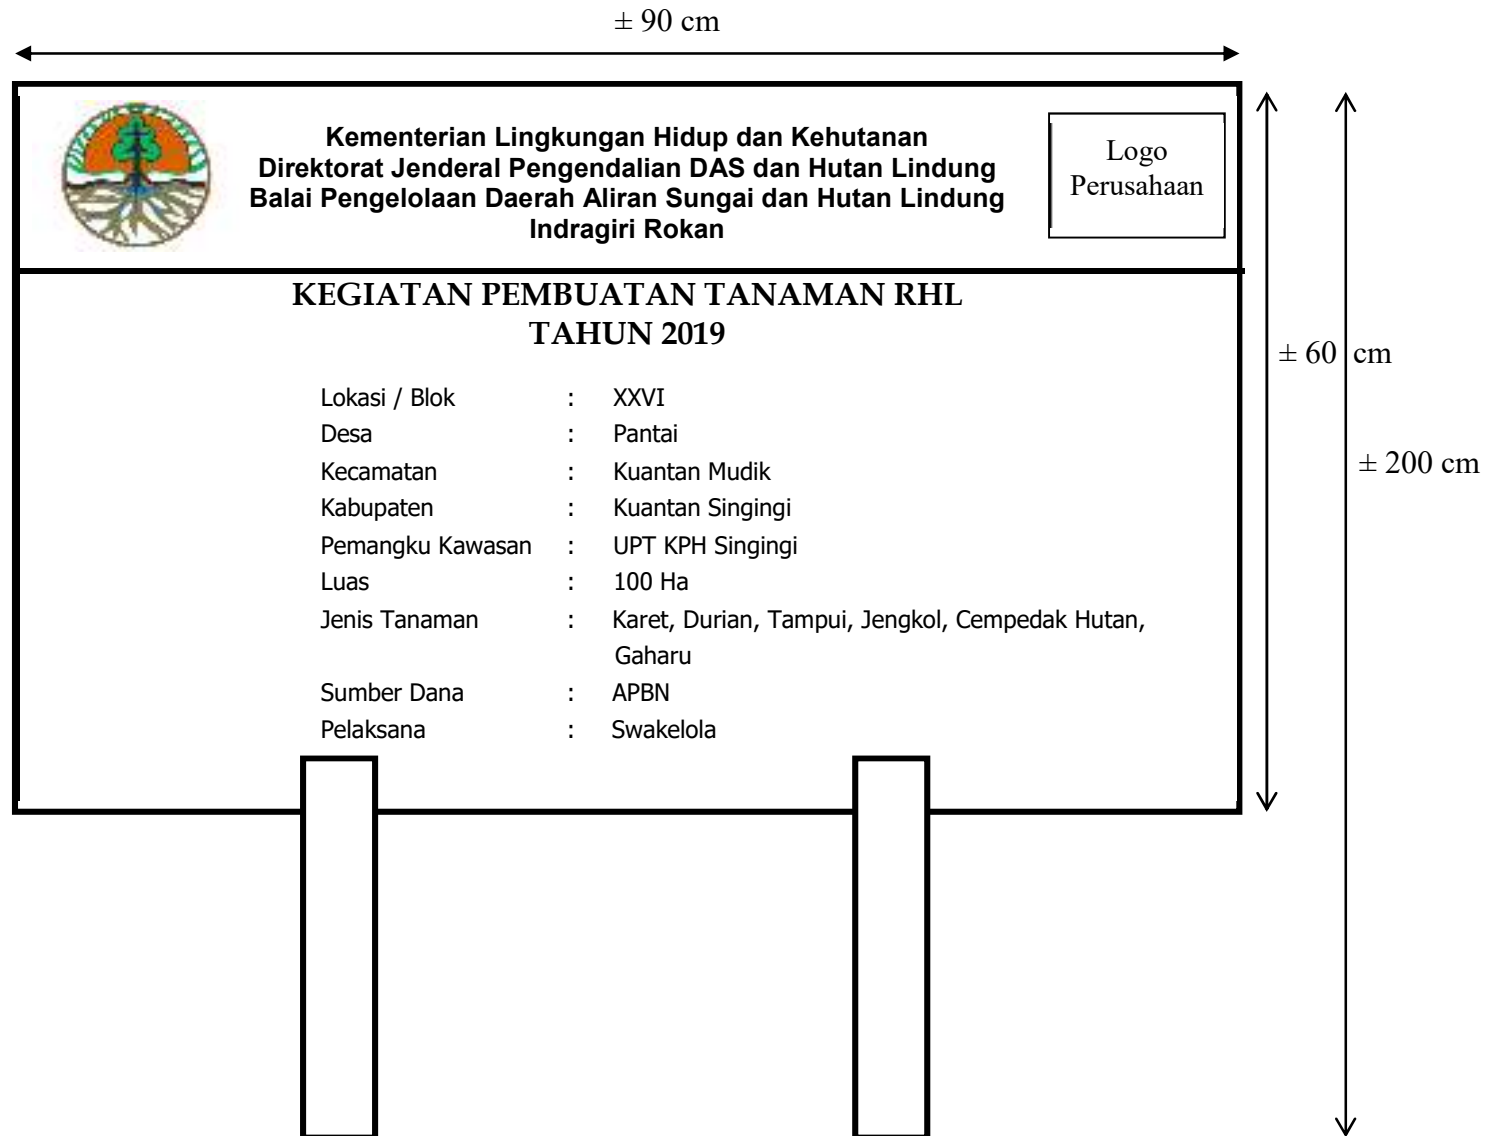 ± 90 cm
Kementerian Lingkungan Hidup dan Kehutanan
Direktorat Jenderal Pengendalian DAS dan Hutan Lindung
Balai Pengelolaan Daerah Aliran Sungai dan Hutan Lindung
Indragiri Rokan
Logo
Perusahaan
KEGIATAN PEMBUATAN TANAMAN RHL
TAHUN 2019
± 60 cm
± 200 cm
Lokasi / Blok : XXVI
Desa : Pantai
Kecamatan : Kuantan Mudik
Kabupaten : Kuantan Singingi
Pemangku Kawasan : UPT KPH Singingi
Luas : 100 Ha
Jenis Tanaman : Karet, Durian, Tampui, Jengkol, Cempedak Hutan,
Gaharu
Sumber Dana : APBN
Pelaksana : Swakelola